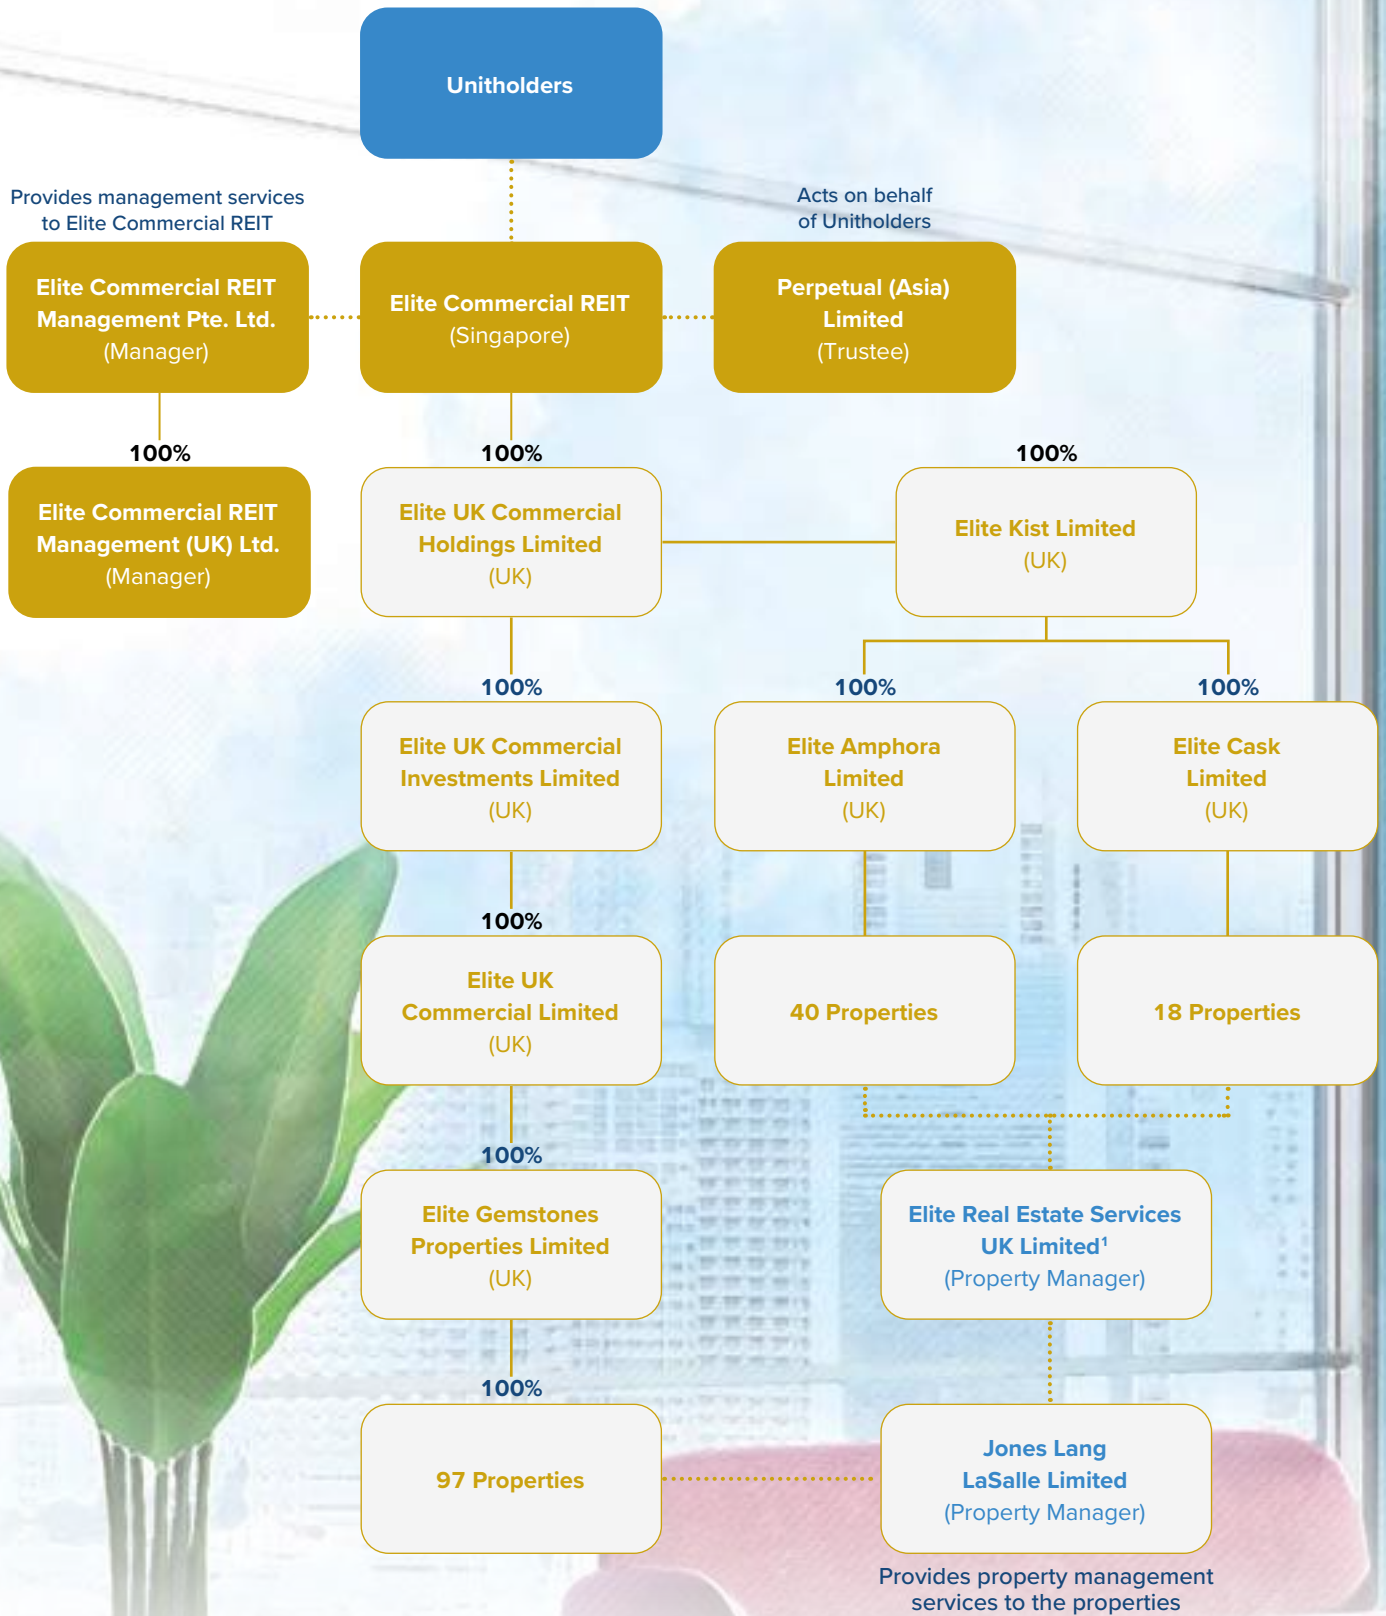 Unitholders
Provides management services
to Elite Commercial REIT
Acts on behalf
of Unitholders
Elite Commercial REIT
Management Pte. Ltd.
(Manager)
Elite Commercial REIT
(Singapore)
Perpetual (Asia)
Limited
(Trustee)
100%
100%
100%
Elite Commercial REIT
Management (UK) Ltd.
(Manager)
Elite UK Commercial
Holdings Limited
(UK)
Elite Kist Limited
(UK)
100%
100%
100%
Elite UK Commercial
Investments Limited
(UK)
Elite Amphora
Limited
(UK)
Elite Cask
Limited
(UK)
100%
Elite UK
Commercial Limited
(UK)
40 Properties
18 Properties
100%
Elite Gemstones
Properties Limited
(UK)
Elite Real Estate Services
UK Limited¹
(Property Manager)
100%
97 Properties
Jones Lang
LaSalle Limited
(Property Manager)
Provides property management
services to the properties